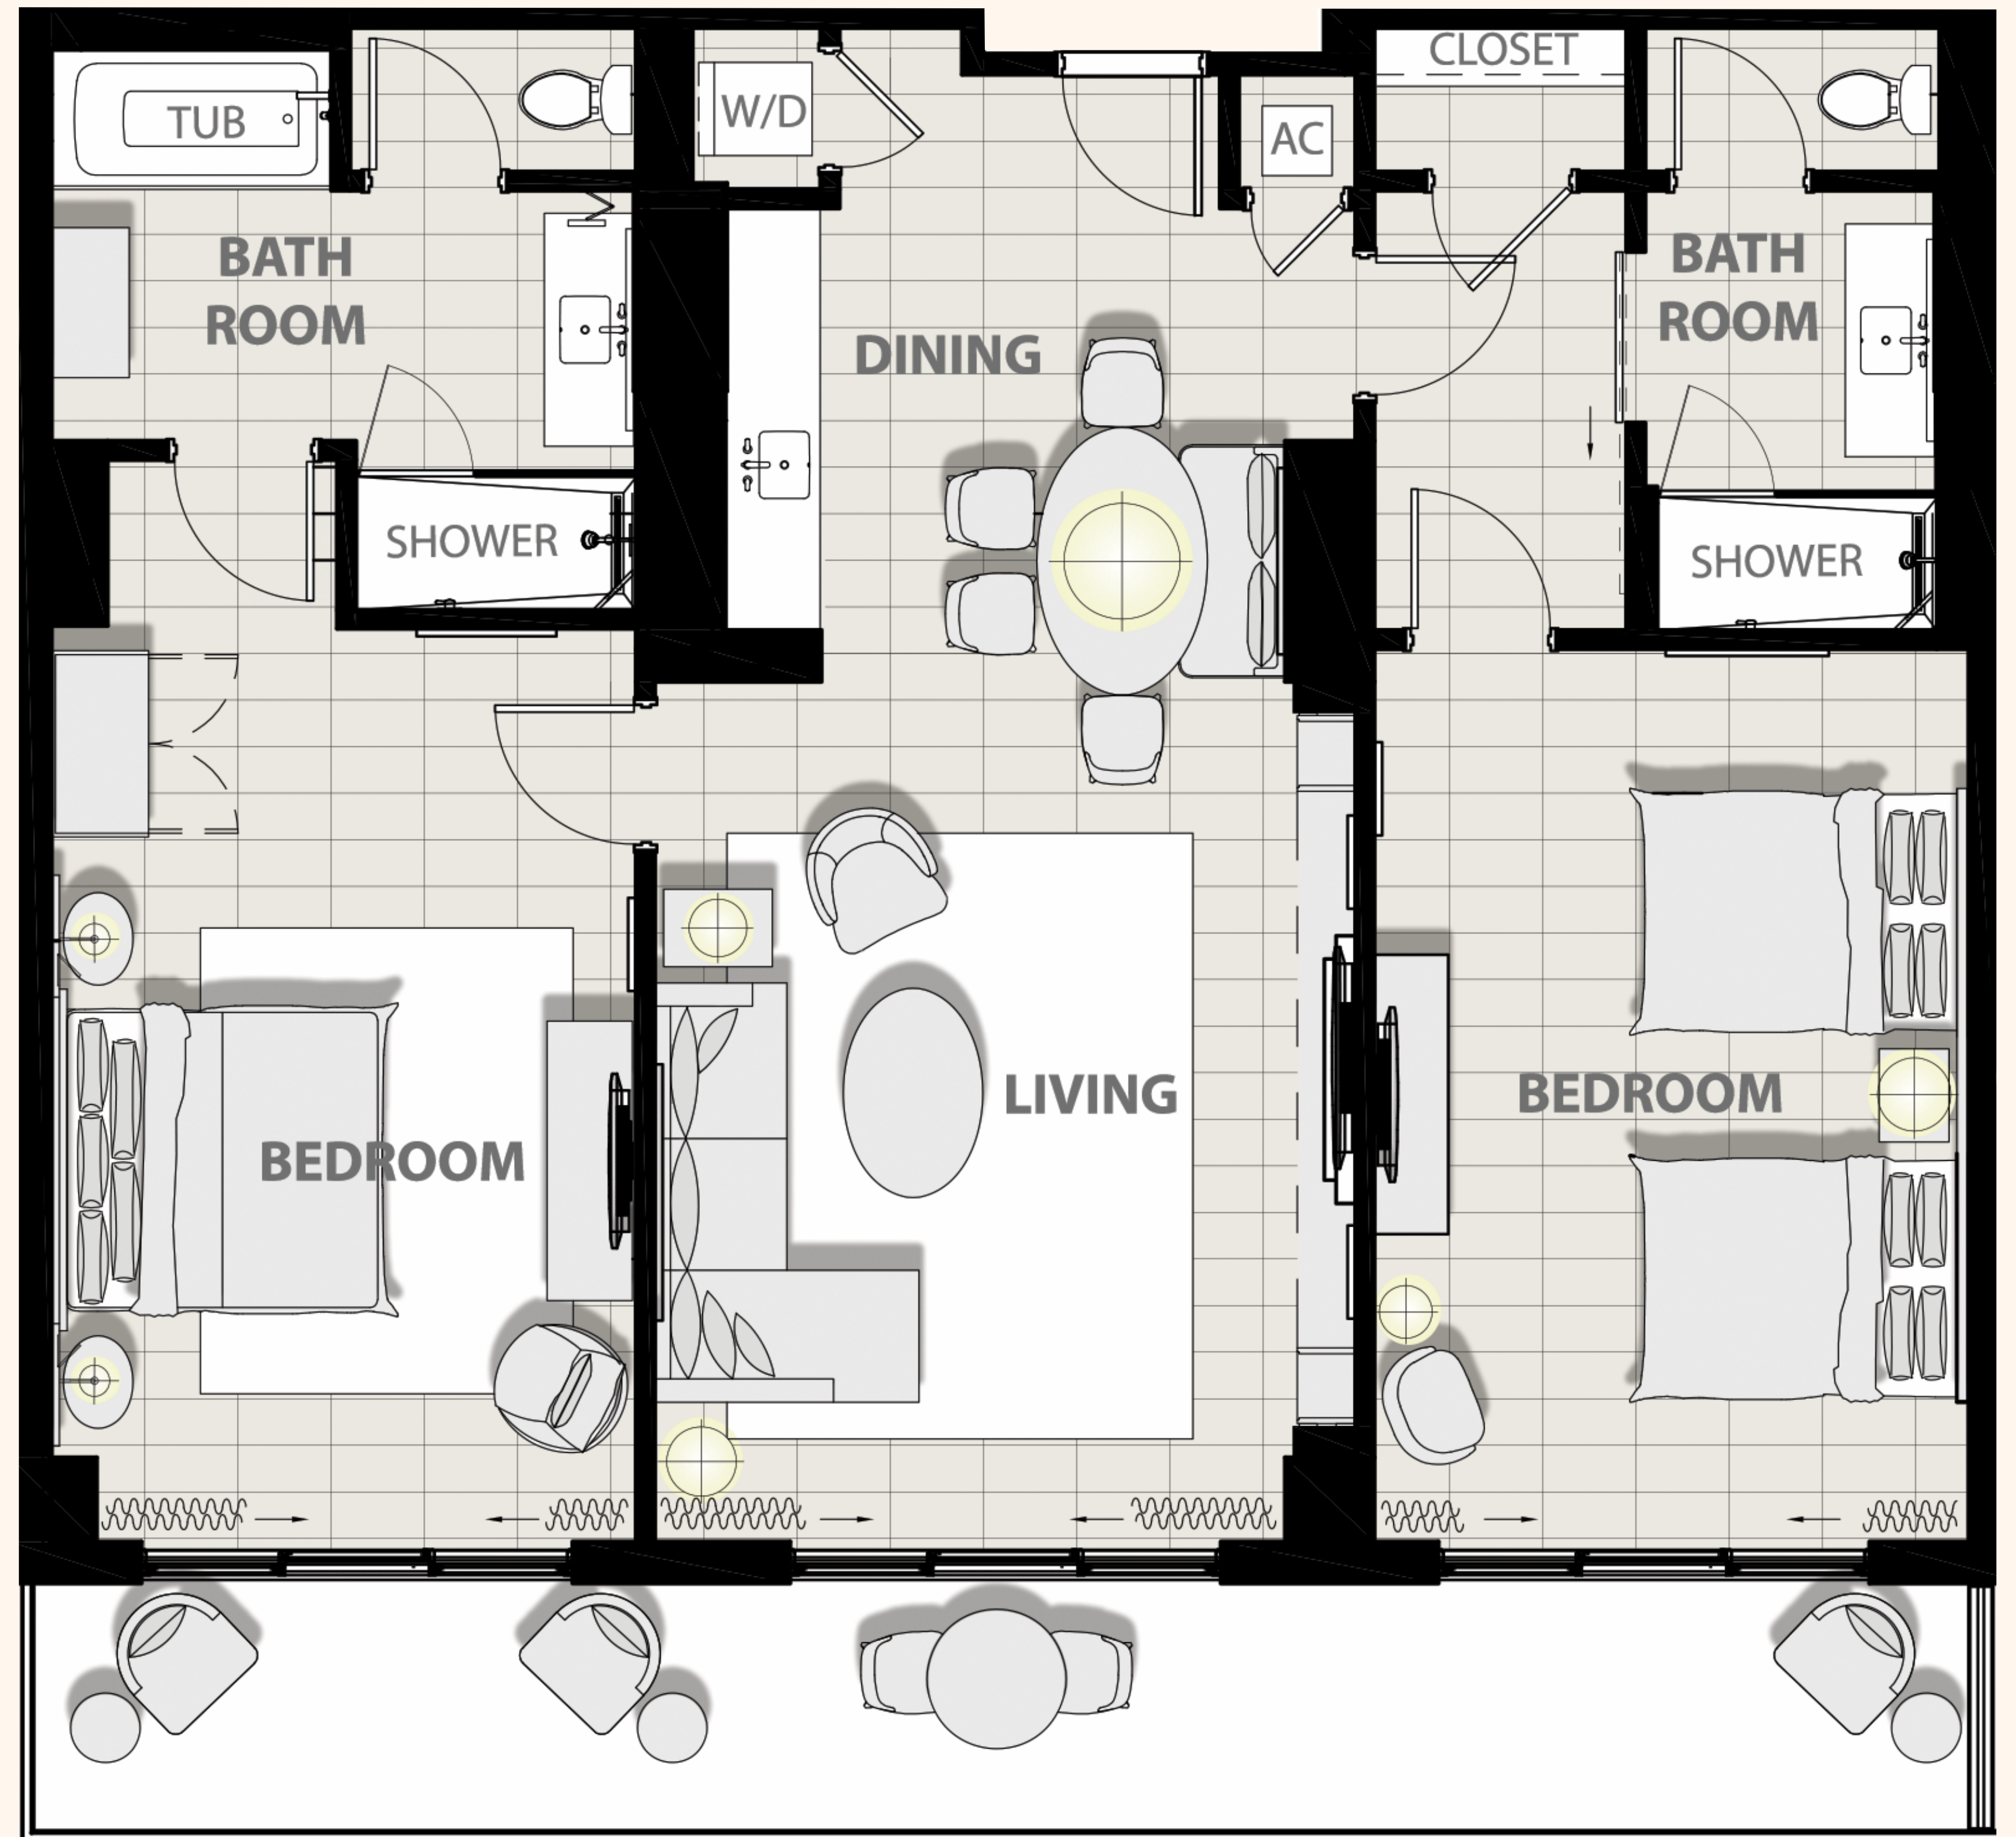 TUB
W/D
AC
CLOSET
BATH
ROOM
DINING
BATH
ROOM
SHOWER
SHOWER
BEDROOM
LIVING
BEDROOM